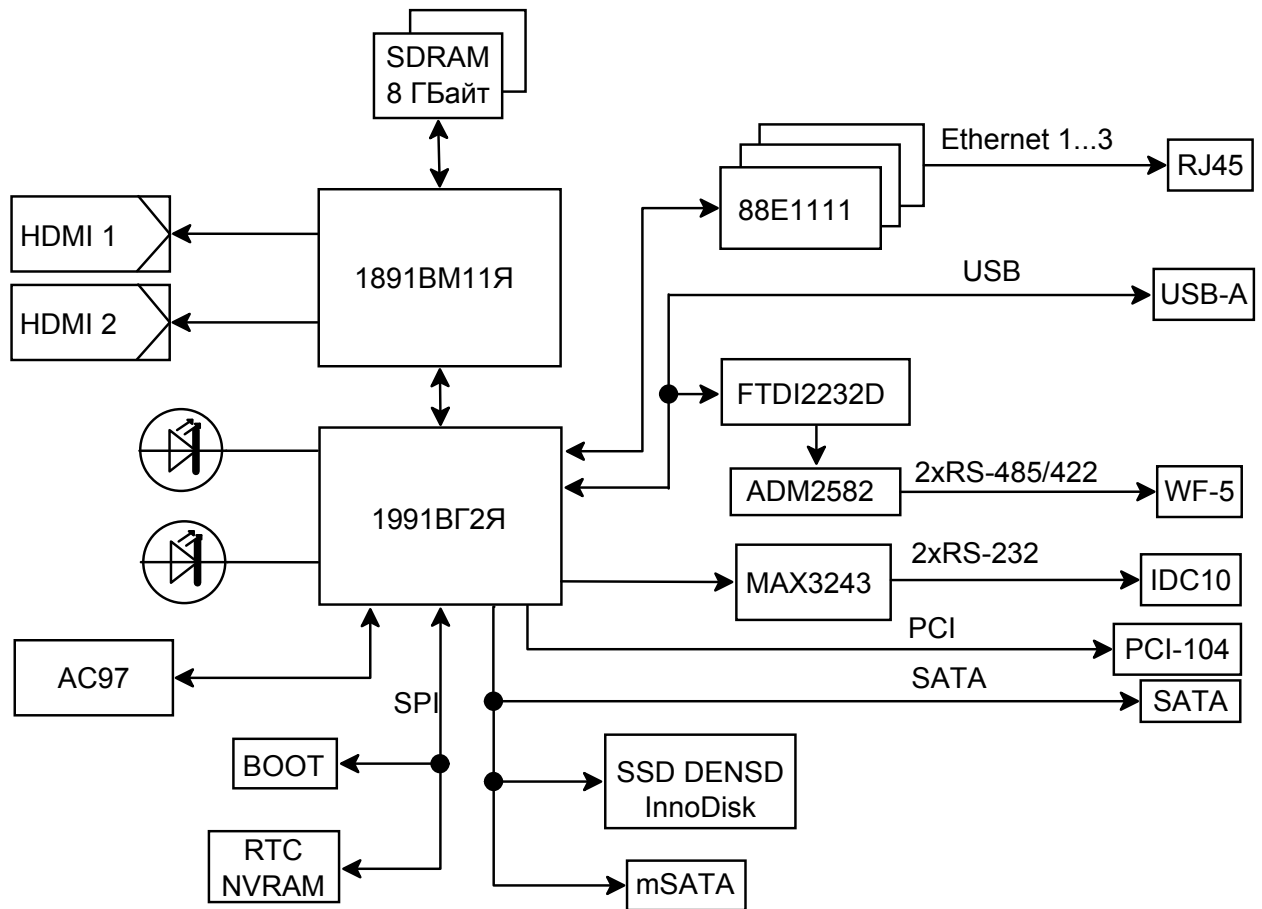 SDRAM
8 ГБайт
Ethernet 1...3
RJ45
88E1111
HDMI 1
1891ВМ11Я
USB
USB-A
HDMI 2
FTDI2232D
ADM2582
2xRS-485/422
WF-5
1991ВГ2Я
MAX3243
2xRS-232
IDC10
PCI
PCI-104
AC97
SATA
SATA
SPI
BOOT
SSD DENSD
InnoDisk
RTC
NVRAM
mSATA